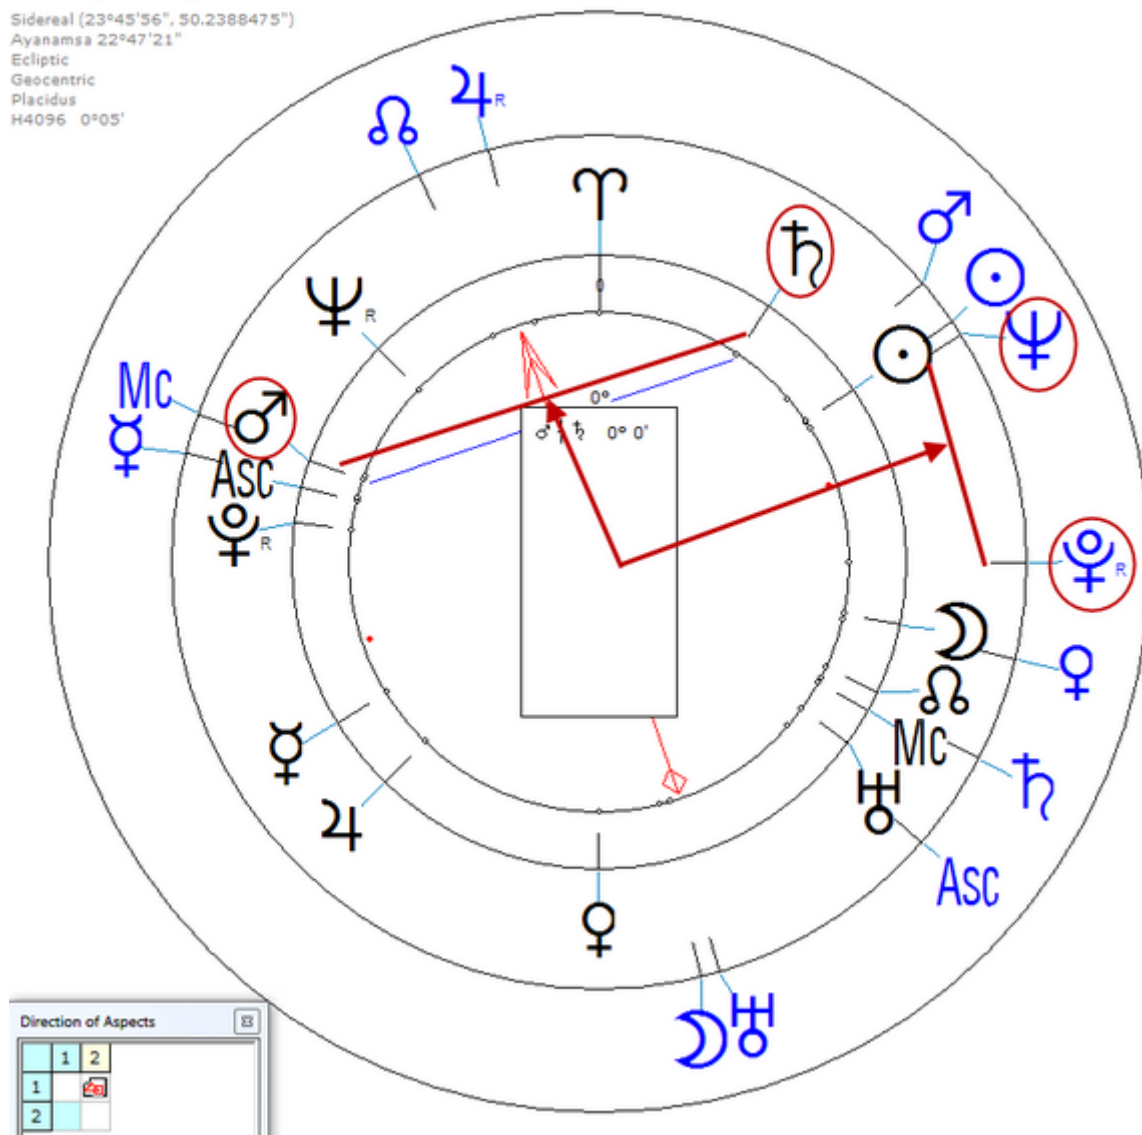 Sidereal (23°45'56", 50.2388475")
Ayanamsa 22°47'21"
Ecliptic
Geocentric
Placidus
H4096 0°05'
☊
♃R
♈
0
♄
♂
☉
♆
☉
♆R
Mc
♂
☿
Asc
♇R
0°
♂ ♄ 0° 0'
♇R
☽
♀
☊
Mc
♄
♅
Asc
☿
♃
♀
☽
♅
Direction of Aspects
1 2
1
2